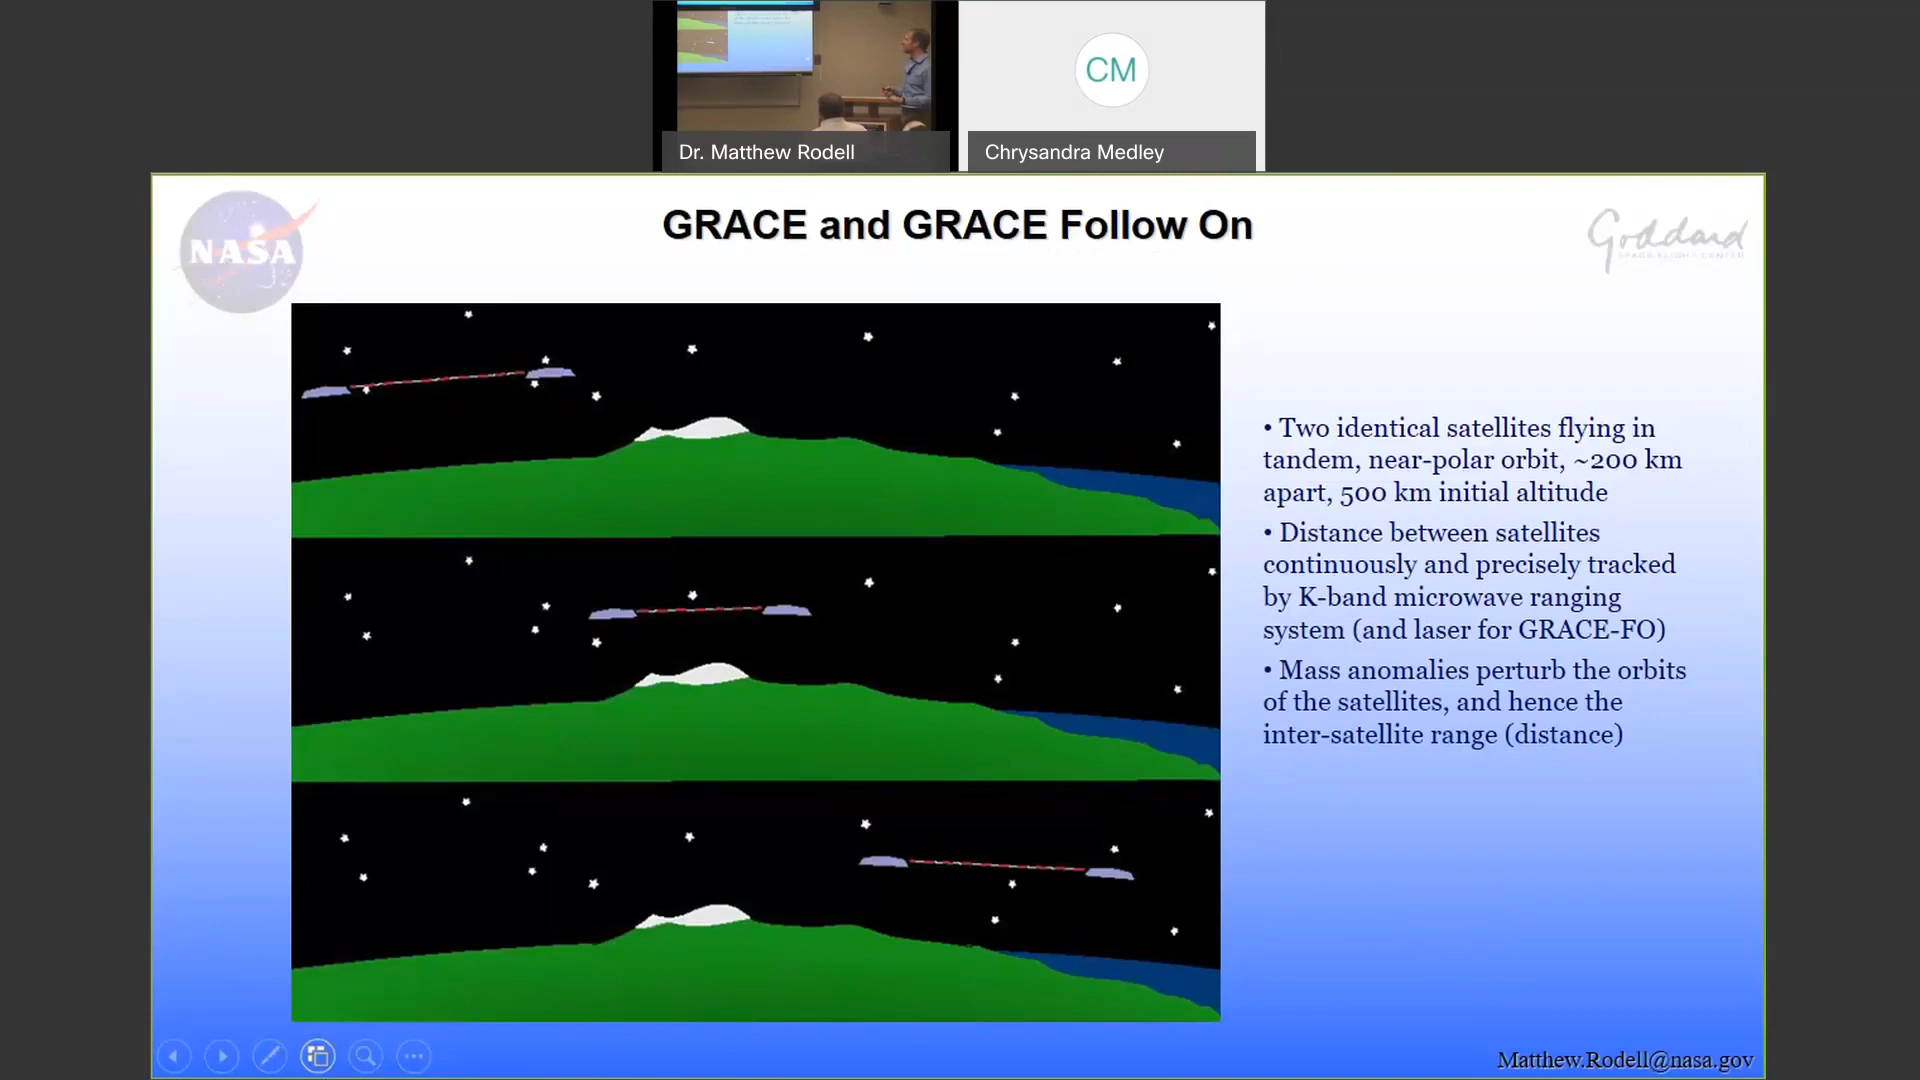 CM
Dr. Matthew Rodell
Chrysandra Medley
NASA
GRACE and GRACE Follow On
Goddard
SPACE FLIGHT CENTER
• Two identical satellites flying in
tandem, near-polar orbit, ~200 km
apart, 500 km initial altitude
• Distance between satellites
continuously and precisely tracked
by K-band microwave ranging
system (and laser for GRACE-FO)
• Mass anomalies perturb the orbits
of the satellites, and hence the
inter-satellite range (distance)
Matthew.Rodell@nasa.gov